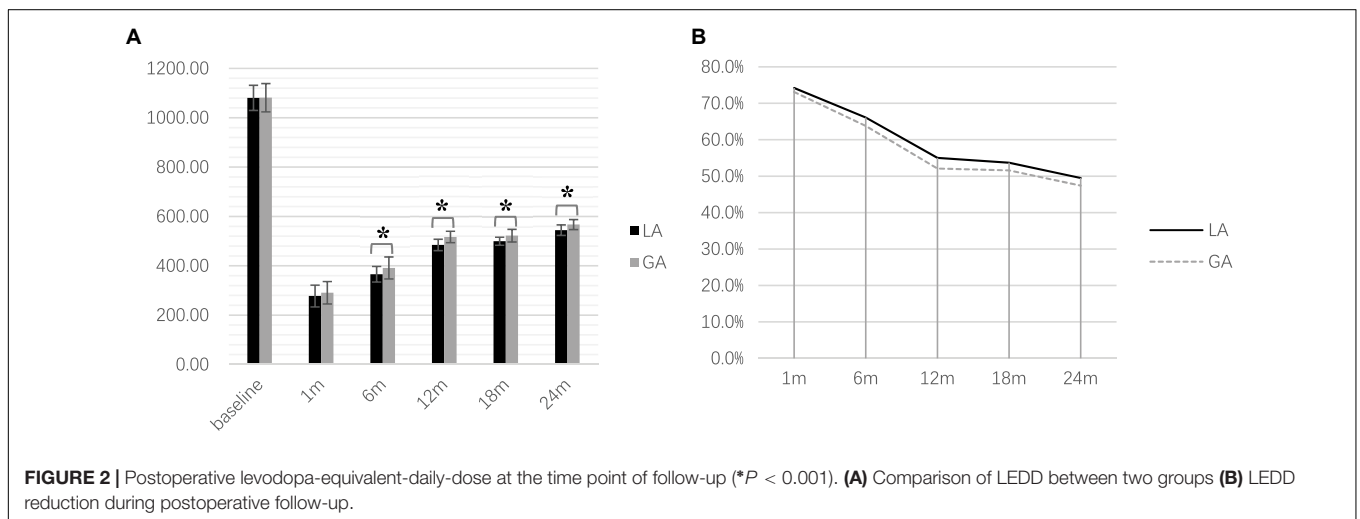 A
1200.00
1000.00
800.00
600.00
400.00
200.00
0.00
baseline
1m
6m
12m
18m
24m
*
*
*
*
LA
GA
B
80.0%
70.0%
60.0%
50.0%
40.0%
30.0%
20.0%
10.0%
0.0%
1m
6m
12m
18m
24m
LA
GA
FIGURE 2 | Postoperative levodopa-equivalent-daily-dose at the time point of follow-up (*P < 0.001). (A) Comparison of LEDD between two groups (B) LEDD
reduction during postoperative follow-up.